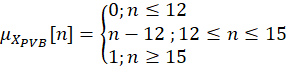 μ_{X_{PVB}}[n] = { 0; n ≤ 12
n − 12 ; 12 ≤ n ≤ 15
1; n ≥ 15